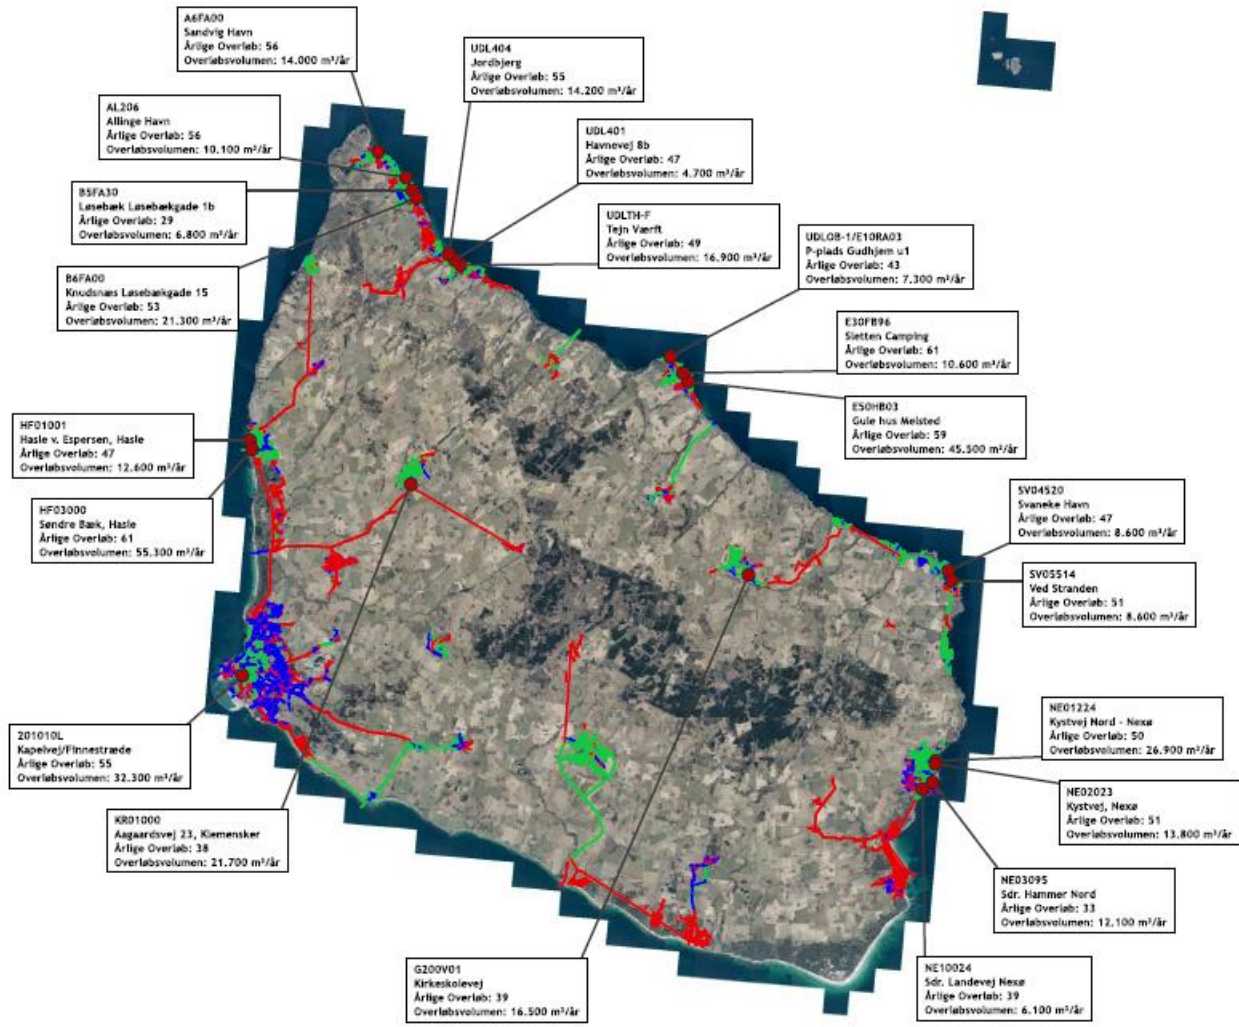 A6FA00
Sandvig Havn
Årlige Overløb: 56
Overløbsvolumen: 14.000 m³/år
UDL404
Jordbjerg
Årlige Overløb: 55
Overløbsvolumen: 14.200 m³/år
AL206
Allinge Havn
Årlige Overløb: 56
Overløbsvolumen: 10.100 m³/år
UDL401
Havnevej 8b
Årlige Overløb: 47
Overløbsvolumen: 4.700 m³/år
B5FA30
Løsebæk Løsebækgade 1b
Årlige Overløb: 29
Overløbsvolumen: 6.800 m³/år
UDLTH-F
Tejn Værft
Årlige Overløb: 49
Overløbsvolumen: 16.900 m³/år
UDLGB-1/E10RA03
P-plads Gudhjem u1
Årlige Overløb: 43
Overløbsvolumen: 7.300 m³/år
B6FA00
Knudsnæs Løsebækgade 15
Årlige Overløb: 53
Overløbsvolumen: 21.300 m³/år
E30FB96
Sletten Camping
Årlige Overløb: 61
Overløbsvolumen: 10.600 m³/år
E50HB03
Gule hus Melsted
Årlige Overløb: 59
Overløbsvolumen: 45.500 m³/år
HF01001
Hasle v. Espersen, Hasle
Årlige Overløb: 47
Overløbsvolumen: 12.600 m³/år
HF03000
Søndre Bæk, Hasle
Årlige Overløb: 61
Overløbsvolumen: 55.300 m³/år
SV04520
Svaneke Havn
Årlige Overløb: 47
Overløbsvolumen: 8.600 m³/år
SV05514
Ved Stranden
Årlige Overløb: 51
Overløbsvolumen: 8.600 m³/år
201010L
Kapelvej/Finnestræde
Årlige Overløb: 55
Overløbsvolumen: 32.300 m³/år
NE01224
Kystvej Nord - Nexø
Årlige Overløb: 50
Overløbsvolumen: 26.900 m³/år
NE02023
Kystvej, Nexø
Årlige Overløb: 51
Overløbsvolumen: 13.800 m³/år
KR01000
Aagaardsvej 23, Klemensker
Årlige Overløb: 38
Overløbsvolumen: 21.700 m³/år
NE03095
Sdr. Hammer Nord
Årlige Overløb: 33
Overløbsvolumen: 12.100 m³/år
G200V01
Kirkeskolevej
Årlige Overløb: 39
Overløbsvolumen: 16.500 m³/år
NE10024
Sdr. Landevej Nexø
Årlige Overløb: 39
Overløbsvolumen: 6.100 m³/år